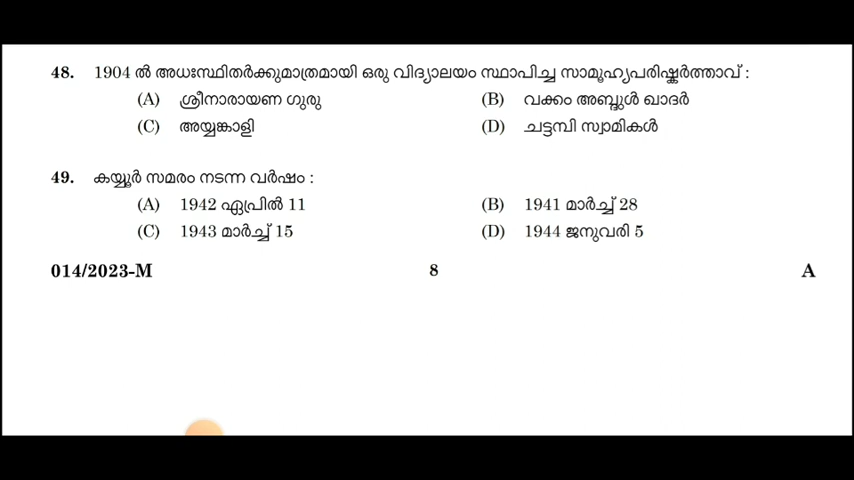 48. 1904 ൽ അധഃസ്ഥിതർക്കുമാത്രമായി ഒരു വിദ്യാലയം സ്ഥാപിച്ച സാമൂഹ്യപരിഷ്കർത്താവ് :
(A) ശ്രീനാരായണ ഗുരു (B) വക്കം അബ്ദുൾ ഖാദർ
(C) അയ്യങ്കാളി (D) ചട്ടമ്പി സ്വാമികൾ
49. കയ്യൂർ സമരം നടന്ന വർഷം :
(A) 1942 ഏപ്രിൽ 11 (B) 1941 മാർച്ച് 28
(C) 1943 മാർച്ച് 15 (D) 1944 ജനുവരി 5
014/2023-M 8 A